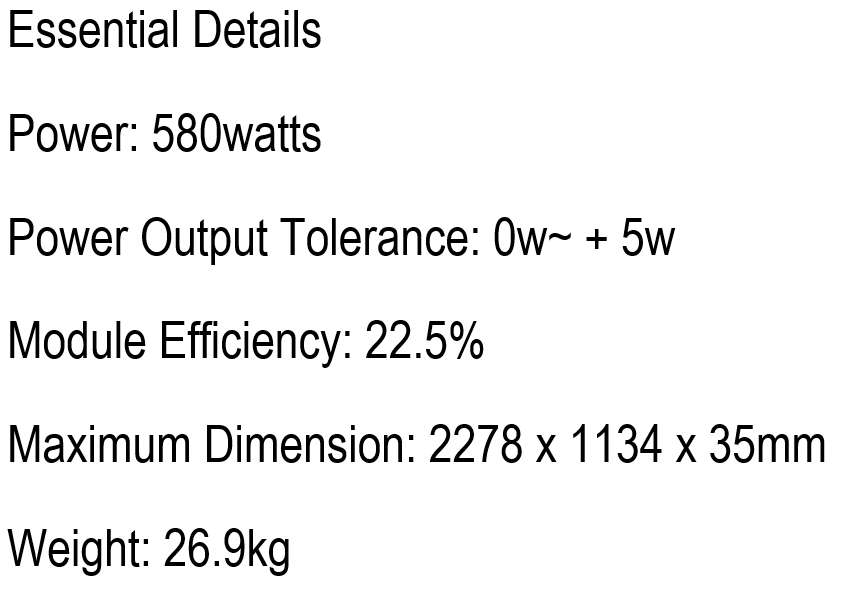 Essential Details
Power: 580watts
Power Output Tolerance: 0w~ + 5w
Module Efficiency: 22.5%
Maximum Dimension: 2278 x 1134 x 35mm
Weight: 26.9kg